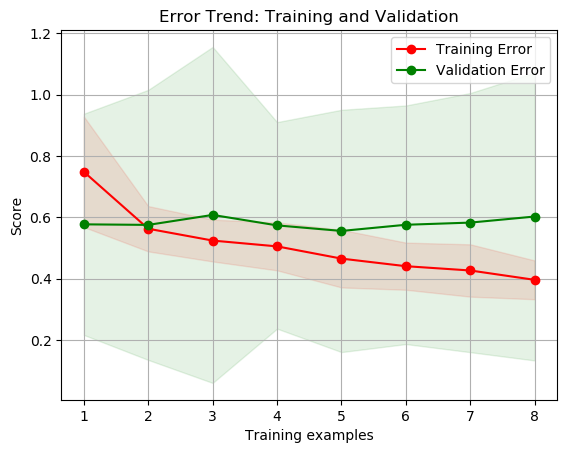 Error Trend: Training and Validation
Training Error
Validation Error
Score
1.2
1.0
0.8
0.6
0.4
0.2
1 2 3 4 5 6 7 8
Training examples